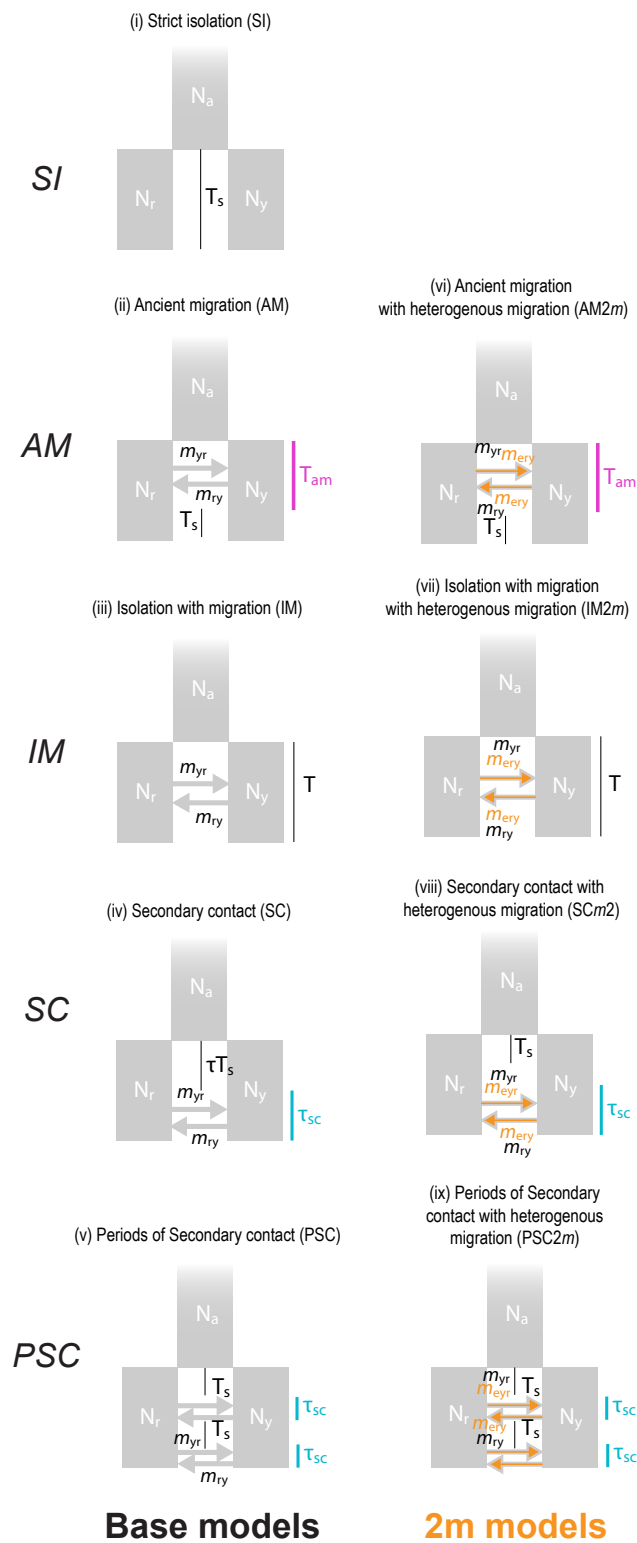 (i) Strict isolation (SI)
Na
SI
Nr
Ts
Ny
(ii) Ancient migration (AM)
Na
AM
myr
Nr
mry
Ny
Ts
Tam
(vi) Ancient migration
with heterogenous migration (AM2m)
Na
myr mery
Nr
mery
Ny
mry
Ts
Tam
(iii) Isolation with migration (IM)
Na
IM
myr
Nr
mry
Ny
T
(vii) Isolation with migration
with heterogenous migration (IM2m)
Na
myr
mery
Nr
Ny
mery
mry
T
(iv) Secondary contact (SC)
Na
SC
τTs
Nr
myr
Ny
mry
τsc
(viii) Secondary contact with
heterogenous migration (SCm2)
Na
Ts
myr
Nr
meyr
Ny
mery
mry
τsc
(v) Periods of Secondary contact (PSC)
Na
PSC
Ts
Nr
Ny
τsc
Ts
myr
mry
τsc
(ix) Periods of Secondary
contact with heterogenous
migration (PSC2m)
Na
myr
Ts
meyr
Nr
Ny
τsc
mery
Ts
mry
τsc
Base models
2m models